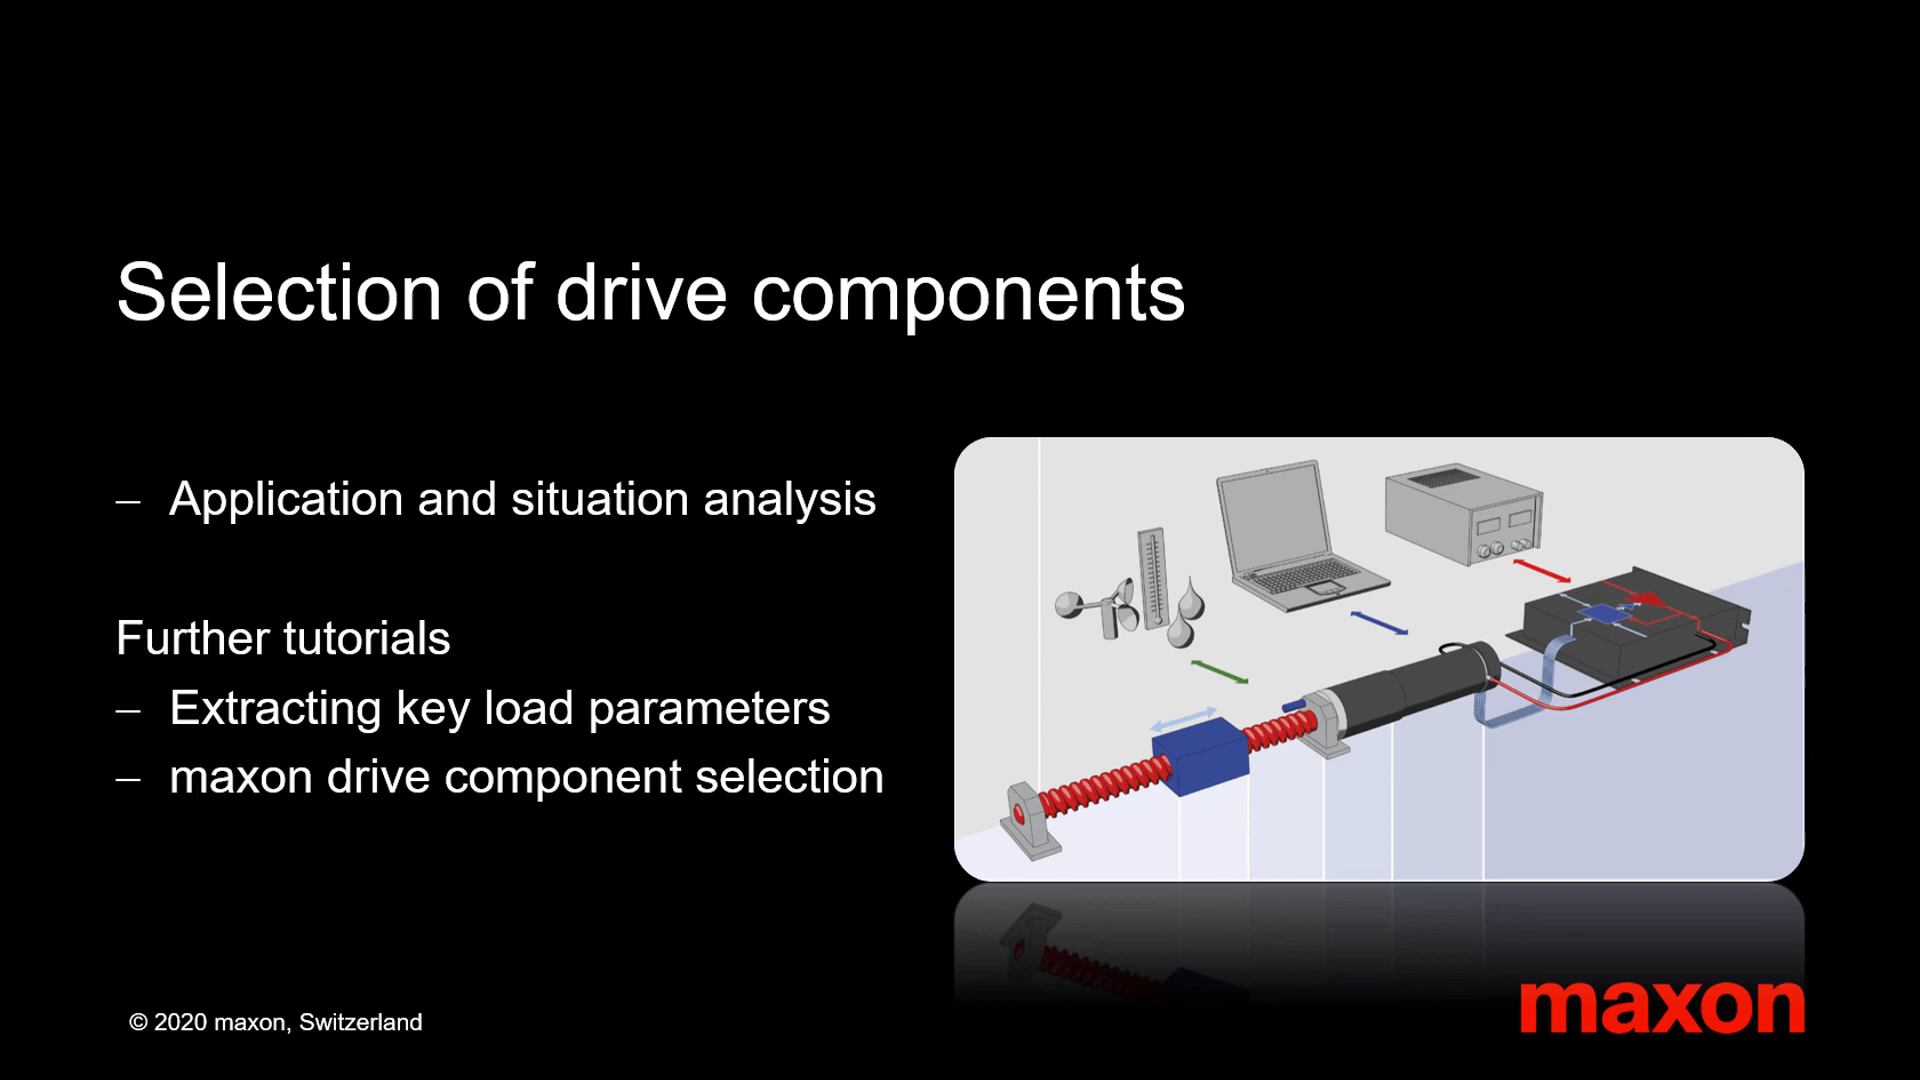 Selection of drive components
– Application and situation analysis
Further tutorials
– Extracting key load parameters
– maxon drive component selection
© 2020 maxon, Switzerland
maxon